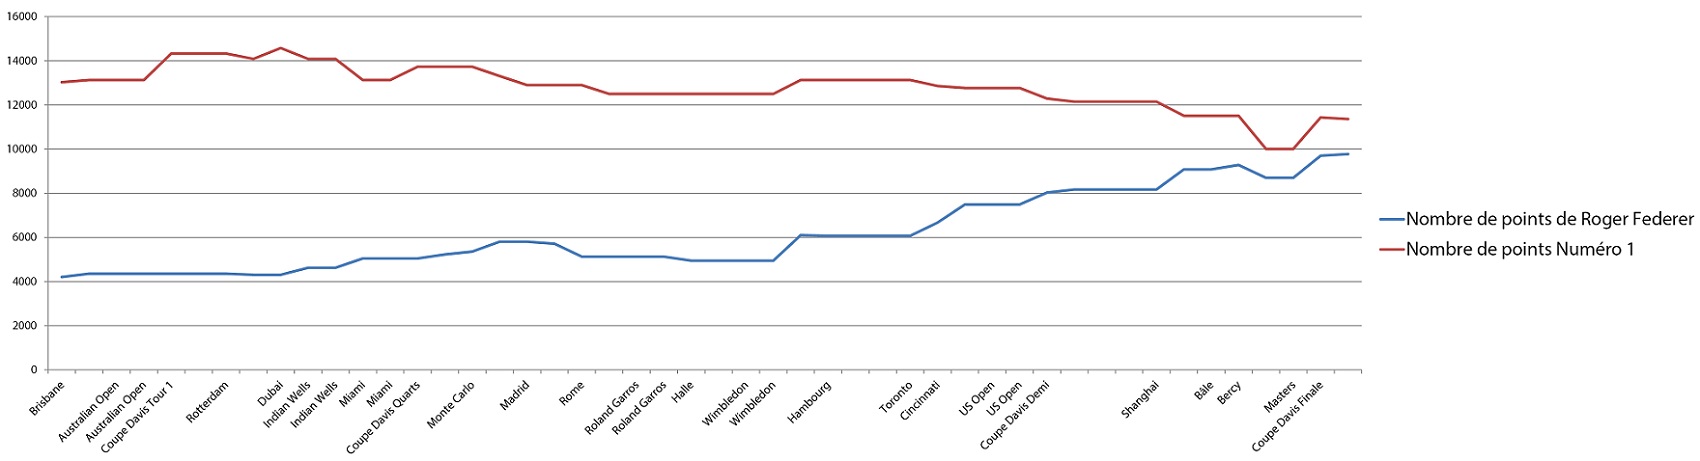 16000
14000
12000
10000
8000
6000
4000
2000
0
Brisbane
Australian Open
Australian Open
Coupe Davis Tour 1
Rotterdam
Dubai
Indian Wells
Indian Wells
Miami
Miami
Coupe Davis Quarts
Monte Carlo
Madrid
Rome
Roland Garros
Roland Garros
Halle
Wimbledon
Wimbledon
Hambourg
Toronto
Cincinnati
US Open
US Open
Coupe Davis Demi
Shanghai
Bâle
Bercy
Masters
Coupe Davis Finale
Nombre de points de Roger Federer
Nombre de points Numéro 1